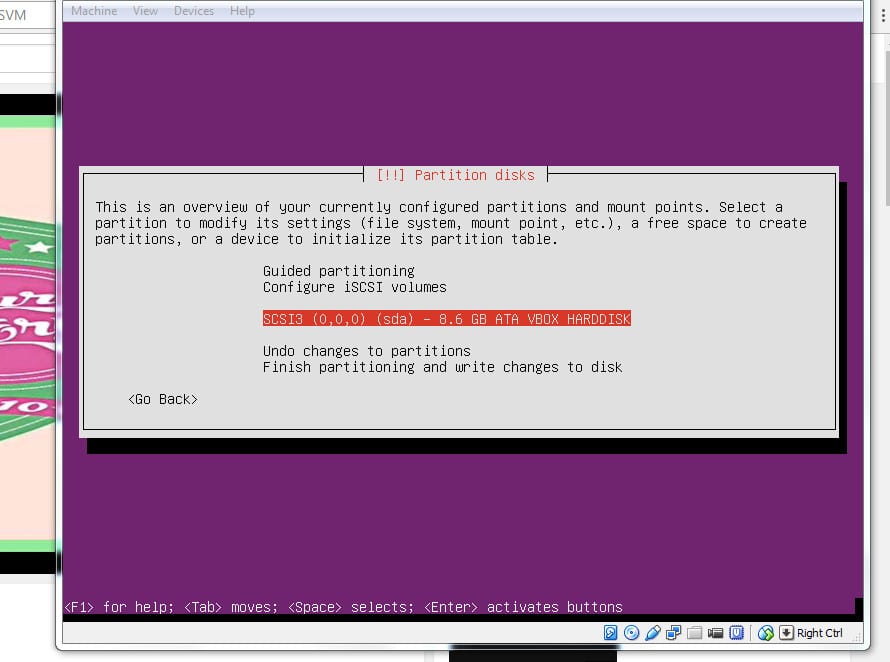 SVM
Machine View Devices Help
[!!] Partition disks
This is an overview of your currently configured partitions and mount points. Select a
partition to modify its settings (file system, mount point, etc.), a free space to create
partitions, or a device to initialize its partition table.
Guided partitioning
Configure iSCSI volumes
SCSI3 (0,0,0) (sda) - 8.6 GB ATA VBOX HARDDISK
Undo changes to partitions
Finish partitioning and write changes to disk
<Go Back>
10
<F1> for help; <Tab> moves; <Space> selects; <Enter> activates buttons
Right Ctrl